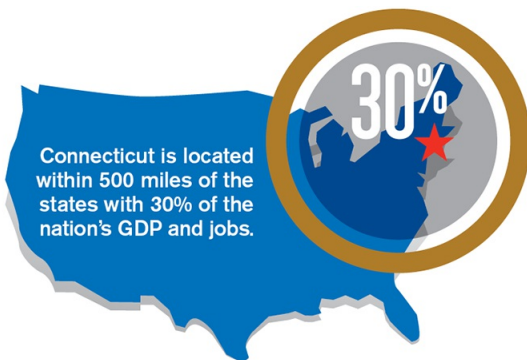 30%
Connecticut is located
within 500 miles of the
states with 30% of the
nation's GDP and jobs.